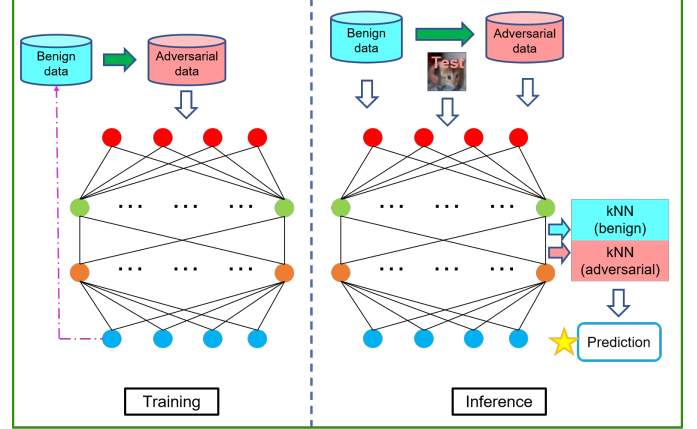 Benign
data
Adversarial
data
Benign
data
Adversarial
data
Test
...
...
...
...
...
...
kNN
(benign)
kNN
(adversarial)
...
...
...
...
...
...
Prediction
Training
Inference